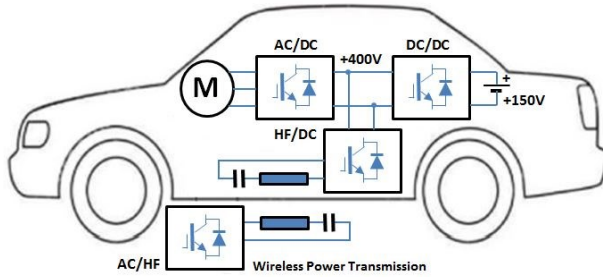 AC/DC
+400V
DC/DC
M
+
+150V
HF/DC
AC/HF
Wireless Power Transmission